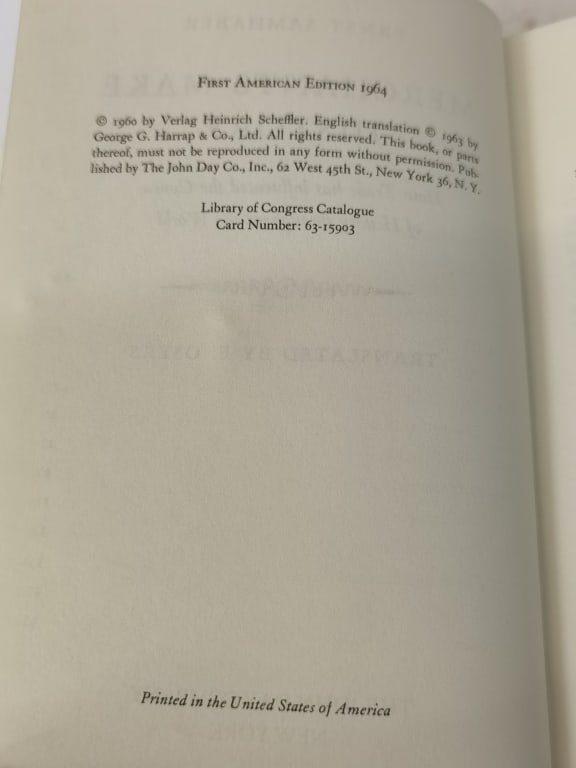 First American Edition 1964
© 1960 by Verlag Heinrich Scheffler. English translation © 1963 by
George G. Harrap & Co., Ltd. All rights reserved. This book, or parts
thereof, must not be reproduced in any form without permission. Pub-
lished by The John Day Co., Inc., 62 West 45th St., New York 36, N. Y.
Library of Congress Catalogue
Card Number: 63-15903
Printed in the United States of America